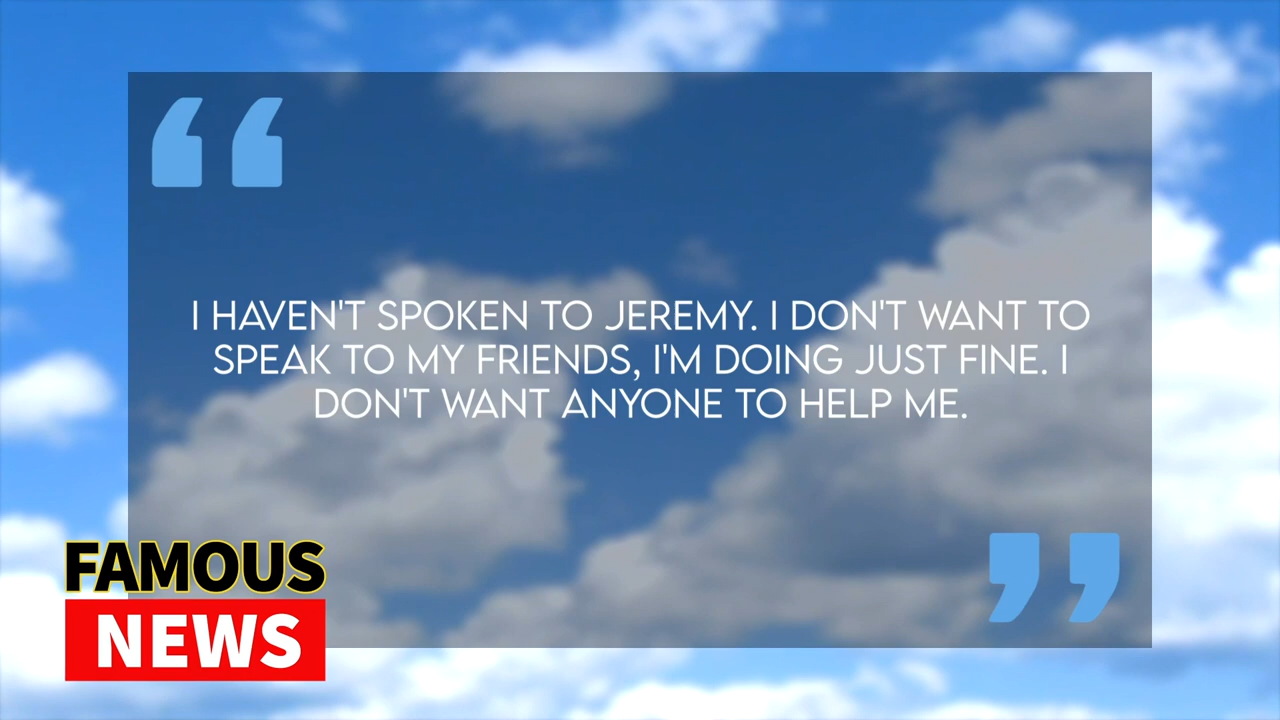 I HAVEN'T SPOKEN TO JEREMY. I DON'T WANT TO
SPEAK TO MY FRIENDS, I'M DOING JUST FINE. I
DON'T WANT ANYONE TO HELP ME.
FAMOUS
NEWS